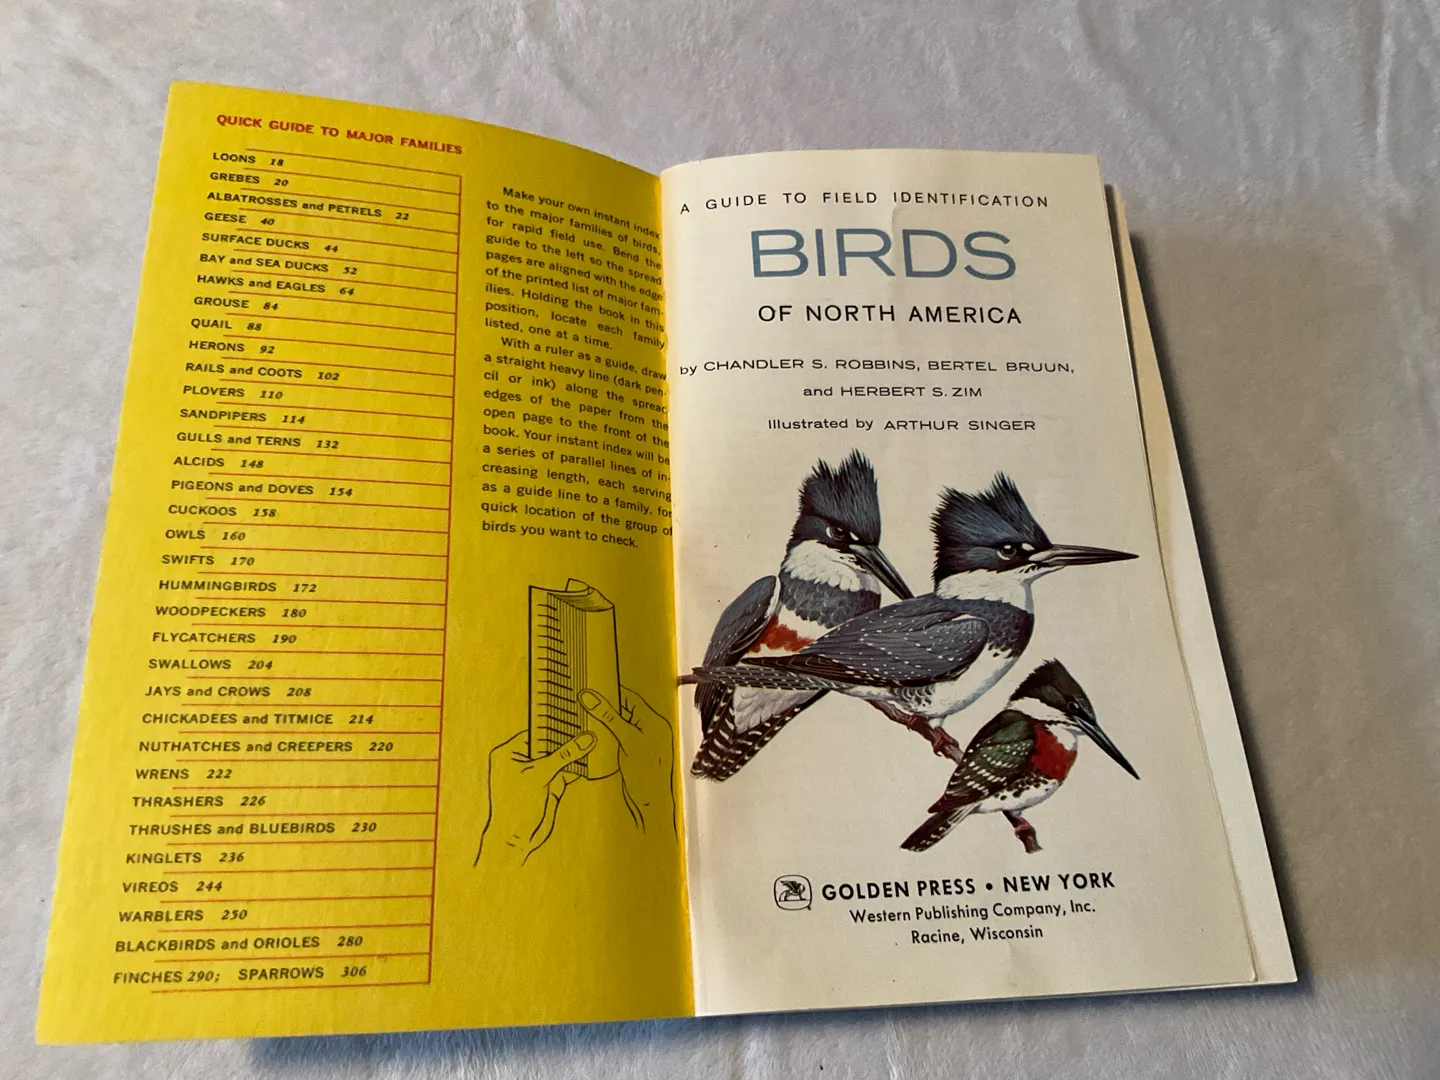 QUICK GUIDE TO MAJOR FAMILIES
LOONS 18
GREBES 20
ALBATROSSES and PETRELS 22
GEESE 40
SURFACE DUCKS 44
BAY and SEA DUCKS 52
HAWKS and EAGLES 64
GROUSE 84
QUAIL 88
HERONS 92
RAILS and COOTS 102
PLOVERS 110
SANDPIPERS 114
GULLS and TERNS 132
ALCIDS 148
PIGEONS and DOVES 154
CUCKOOS 158
OWLS 160
SWIFTS 170
HUMMINGBIRDS 172
WOODPECKERS 180
FLYCATCHERS 190
SWALLOWS 204
JAYS and CROWS 208
CHICKADEES and TITMICE 214
NUTHATCHES and CREEPERS 220
WRENS 222
THRASHERS 226
THRUSHES and BLUEBIRDS 230
KINGLETS 236
VIREOS 244
WARBLERS 250
BLACKBIRDS and ORIOLES 280
FINCHES 290; SPARROWS 306
Make your own instant index
to the major families of birds,
for rapid field use. Bend the
guide to the left so the spread
pages are aligned with the edge
of the printed list of major fam-
ilies. Holding the book in this
position, locate each family
listed, one at a time.
With a ruler as a guide, draw
a straight heavy line (dark pen-
cil or ink) along the spread
edges of the paper from the
open page to the front of the
book. Your instant index will be
a series of parallel lines of in-
creasing length, each serving
as a guide line to a family, for
quick location of the group of
birds you want to check.
A GUIDE TO FIELD IDENTIFICATION
BIRDS
OF NORTH AMERICA
by CHANDLER S. ROBBINS, BERTEL BRUUN,
and HERBERT S. ZIM
Illustrated by ARTHUR SINGER
GOLDEN PRESS • NEW YORK
Western Publishing Company, Inc.
Racine, Wisconsin